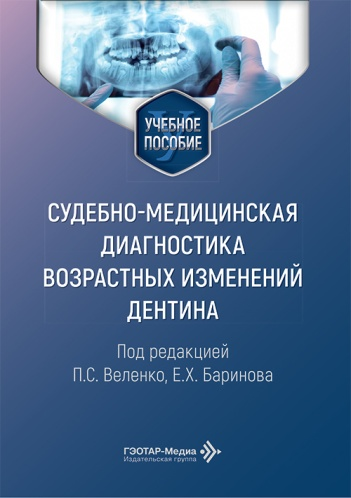 УЧЕБНОЕ
ПОСОБИЕ
СУДЕБНО-МЕДИЦИНСКАЯ
ДИАГНОСТИКА
ВОЗРАСТНЫХ ИЗМЕНЕНИЙ
ДЕНТИНА
Под редакцией
П.С. Веленко, Е.Х. Баринова
ГЭОТАР-Медиа
Издательская группа